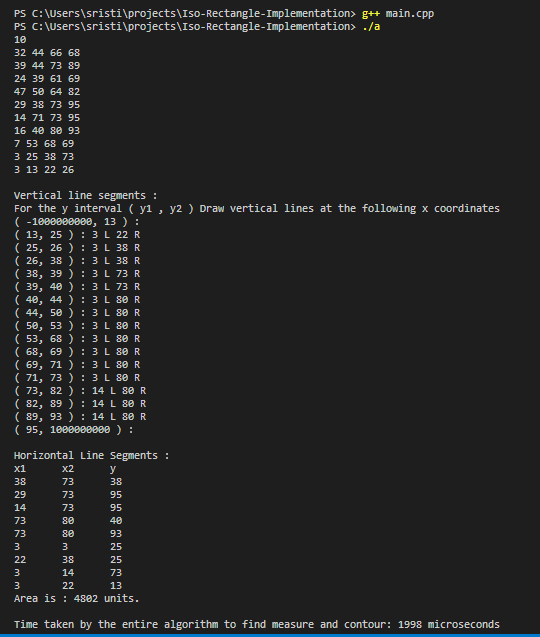 PS C:\Users\sristi\projects\Iso-Rectangle-Implementation> g++ main.cpp
PS C:\Users\sristi\projects\Iso-Rectangle-Implementation> ./a
10
32 44 66 68
39 44 73 89
24 39 61 69
47 50 64 82
29 38 73 95
14 71 73 95
16 40 80 93
7 53 68 69
3 25 38 73
3 13 22 26
Vertical line segments :
For the y interval ( y1 , y2 ) Draw vertical lines at the following x coordinates
( -1000000000, 13 ) :
( 13, 25 ) : 3 L 22 R
( 25, 26 ) : 3 L 38 R
( 26, 38 ) : 3 L 38 R
( 38, 39 ) : 3 L 73 R
( 39, 40 ) : 3 L 73 R
( 40, 44 ) : 3 L 80 R
( 44, 50 ) : 3 L 80 R
( 50, 53 ) : 3 L 80 R
( 53, 68 ) : 3 L 80 R
( 68, 69 ) : 3 L 80 R
( 69, 71 ) : 3 L 80 R
( 71, 73 ) : 3 L 80 R
( 73, 82 ) : 14 L 80 R
( 82, 89 ) : 14 L 80 R
( 89, 93 ) : 14 L 80 R
( 95, 1000000000 ) :
Horizontal Line Segments :
x1 x2 y
38 73 38
29 73 95
14 73 95
73 80 40
73 80 93
3 3 25
22 38 25
3 14 73
3 22 13
Area is : 4802 units.
Time taken by the entire algorithm to find measure and contour: 1998 microseconds